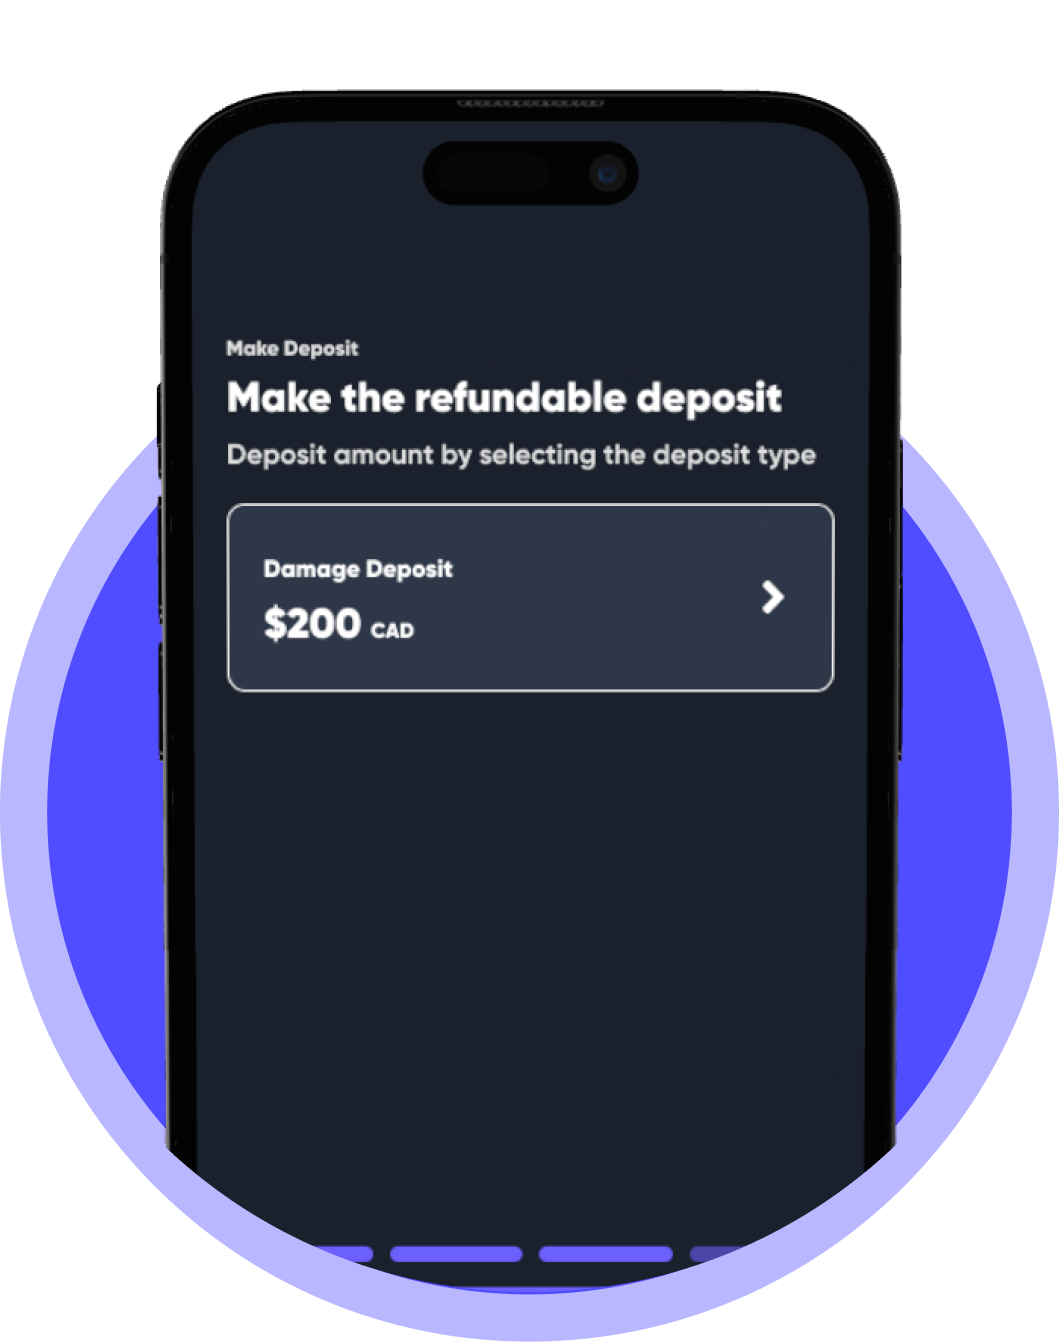 Make Deposit
Make the refundable deposit
Deposit amount by selecting the deposit type
Damage Deposit
$200 CAD